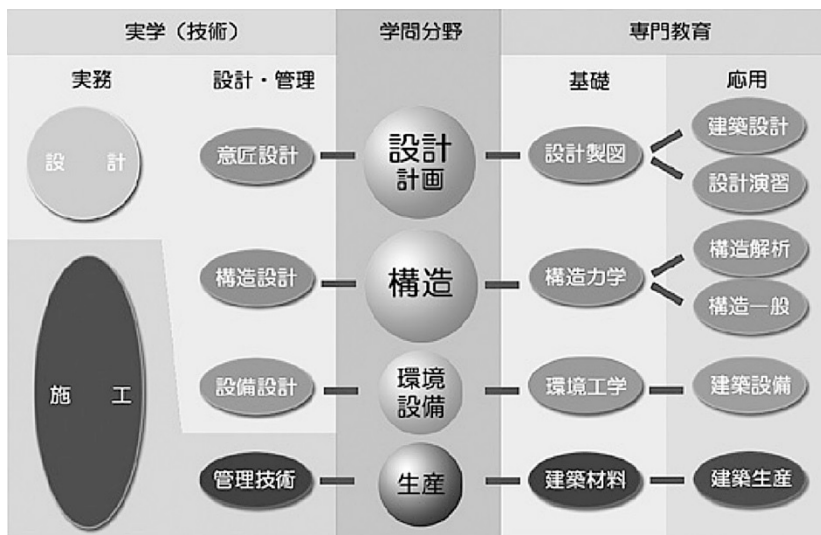 実学（技術）
学問分野
専門教育
実務
設計・管理
基礎
応用
設　計
意匠設計
設計
計画
設計製図
建築設計
設計演習
施　工
構造設計
構造
構造力学
構造解析
構造一般
設備設計
環境
設備
環境工学
建築設備
管理技術
生産
建築材料
建築生産